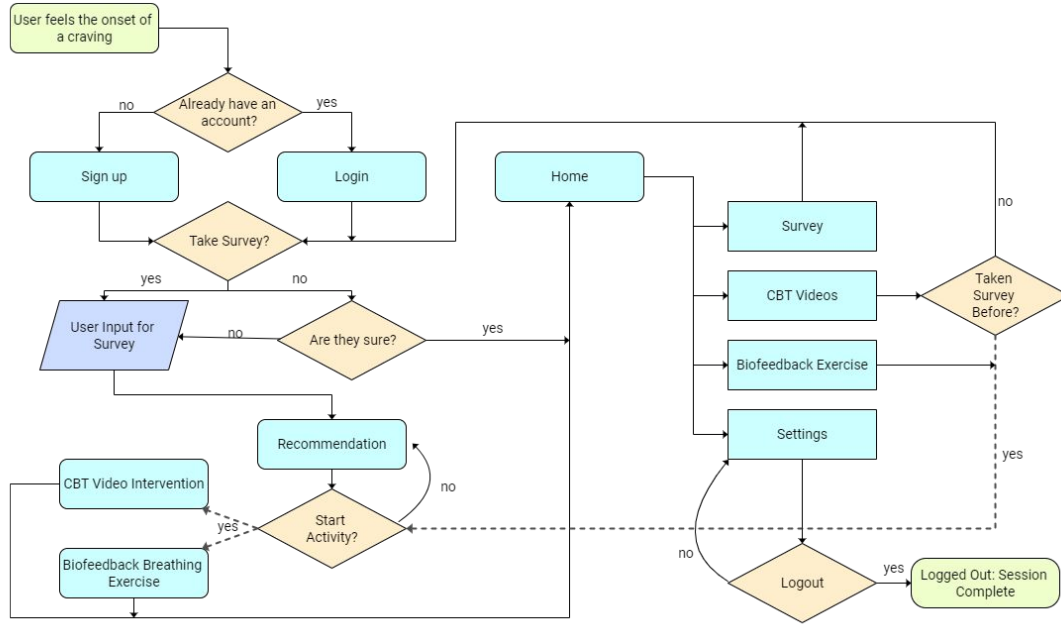 User feels the onset of
a craving
Already have an
account?
no
yes
Sign up
Login
Home
Take Survey?
Survey
no
CBT Videos
Taken
Survey
Before?
yes
no
User Input for
Survey
no
Are they sure?
yes
Biofeedback Exercise
Recommendation
Settings
yes
CBT Video Intervention
no
Start
Activity?
yes
Biofeedback Breathing
Exercise
no
Logout
yes
Logged Out: Session
Complete